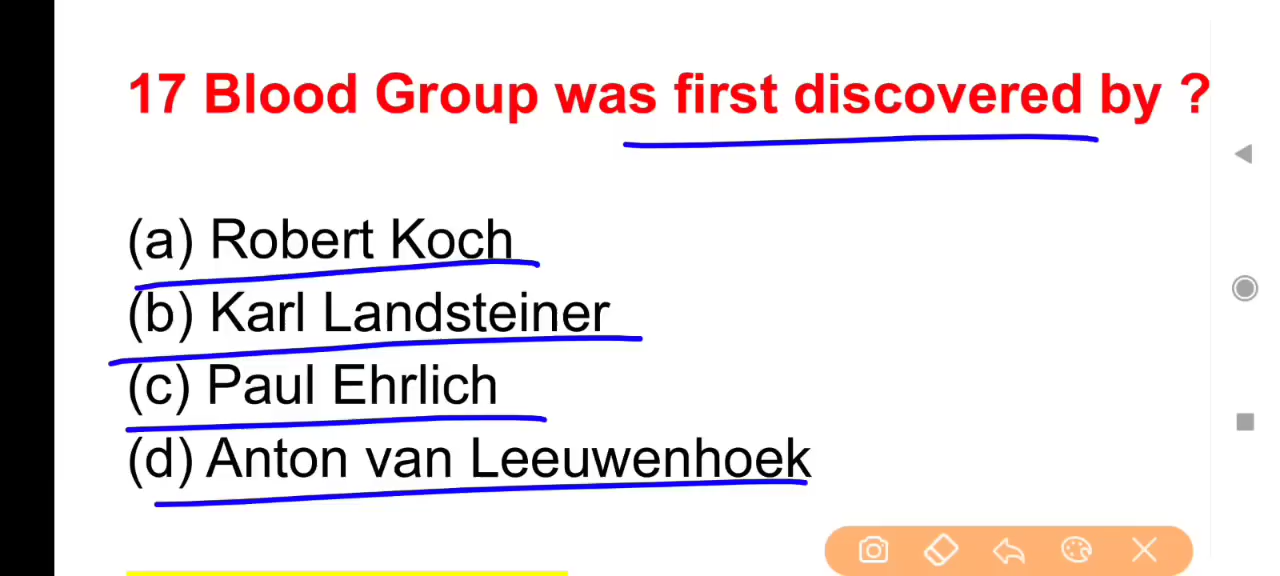 17 Blood Group was first discovered by ?
(a) Robert Koch
(b) Karl Landsteiner
(c) Paul Ehrlich
(d) Anton van Leeuwenhoek